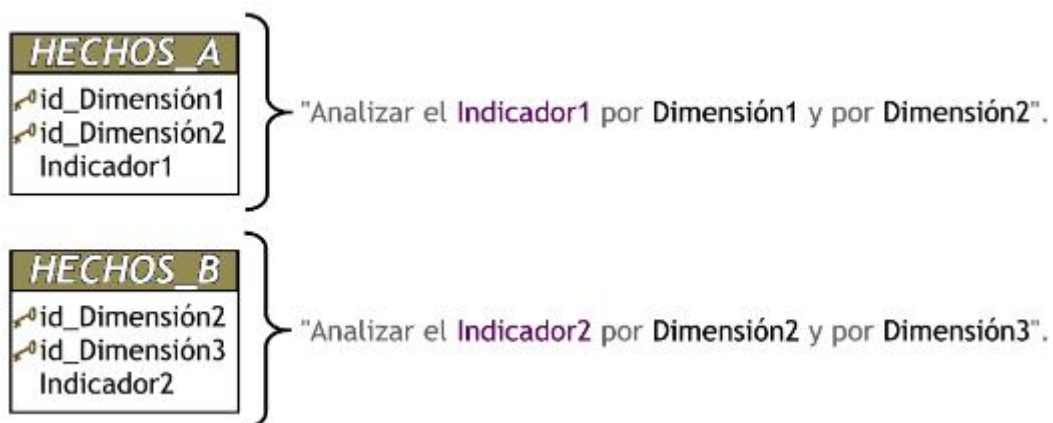 HECHOS_A
id_Dimensión1
id_Dimensión2
Indicador1
"Analizar el Indicador1 por Dimensión1 y por Dimensión2".
HECHOS_B
id_Dimensión2
id_Dimensión3
Indicador2
"Analizar el Indicador2 por Dimensión2 y por Dimensión3".